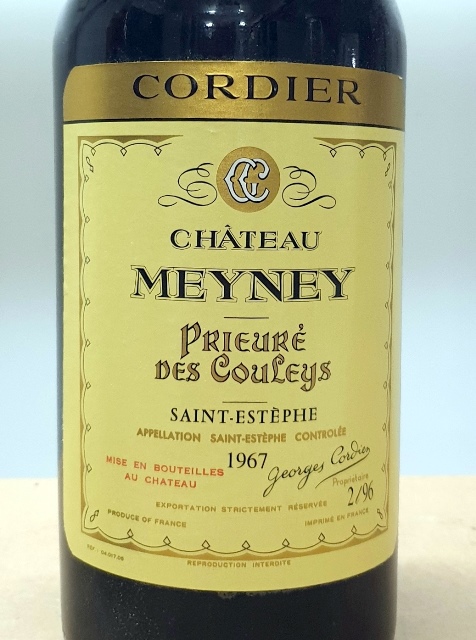 CORDIER
CG
CHÂTEAU
MEYNEY
PRIEURÉ
DES COULEYS
SAINT-ESTÈPHE
APPELLATION SAINT-ESTÈPHE CONTROLÉE
MISE EN BOUTEILLES
AU CHATEAU
1967
Georges Cordier
Propriétaire
2/96
EXPORTATION STRICTEMENT RÉSERVÉE
PRODUCE OF FRANCE
IMPRIMÉ EN FRANCE
REPRODUCTION INTERDITE